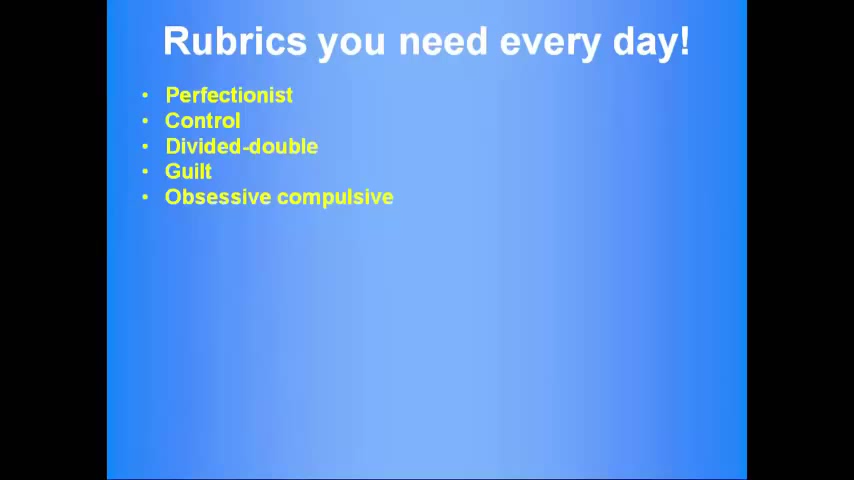 Rubrics you need every day!
• Perfectionist
• Control
• Divided-double
• Guilt
• Obsessive compulsive